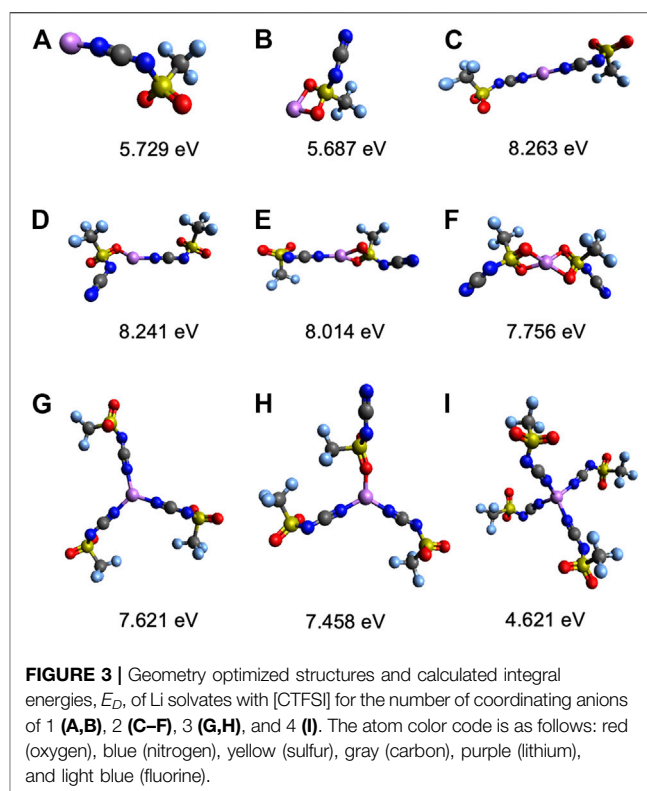 A B C
5.729 eV 5.687 eV 8.263 eV
D E F
8.241 eV 8.014 eV 7.756 eV
G H I
7.621 eV 7.458 eV 4.621 eV
FIGURE 3 | Geometry optimized structures and calculated integral
energies, E_D, of Li solvates with [CTFSI] for the number of coordinating anions
of 1 (A,B), 2 (C–F), 3 (G,H), and 4 (I). The atom color code is as follows: red
(oxygen), blue (nitrogen), yellow (sulfur), gray (carbon), purple (lithium),
and light blue (fluorine).